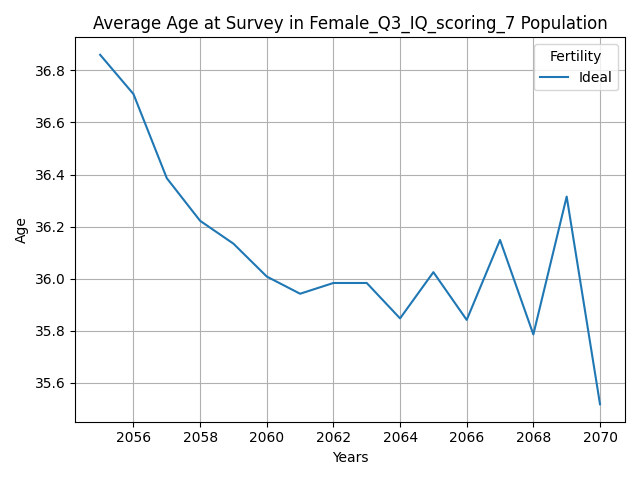 Average Age at Survey in Female_Q3_IQ_scoring_7 Population
Fertility
Ideal
Age
36.8
36.6
36.4
36.2
36.0
35.8
35.6
2056 2058 2060 2062 2064 2066 2068 2070
Years